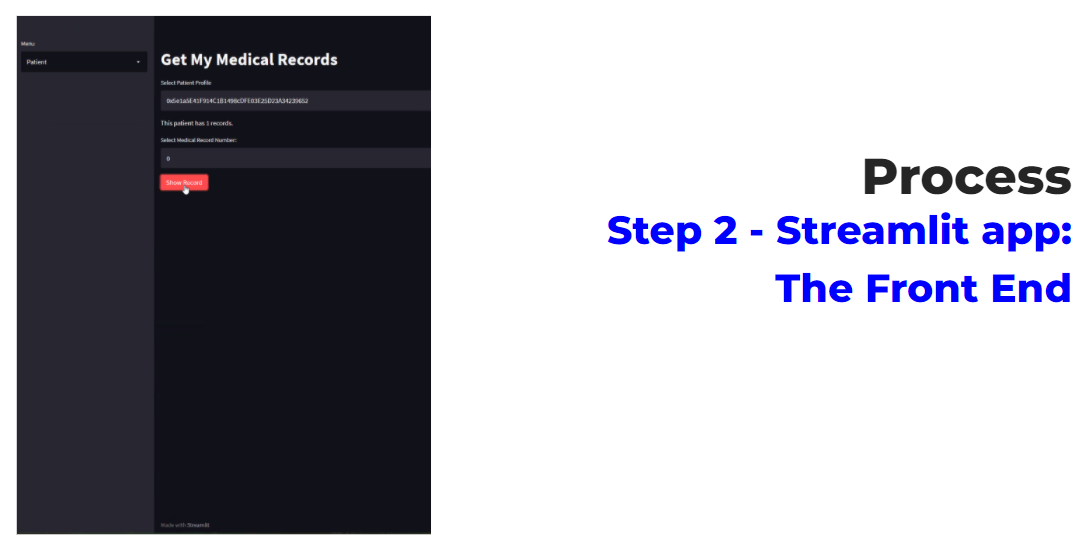 Menu
Patient
Get My Medical Records
Select Patient Profile
This patient has 1 records.
Select Medical Record Number:
0
Show Record
Made with Streamlit
Process
Step 2 - Streamlit app:
The Front End